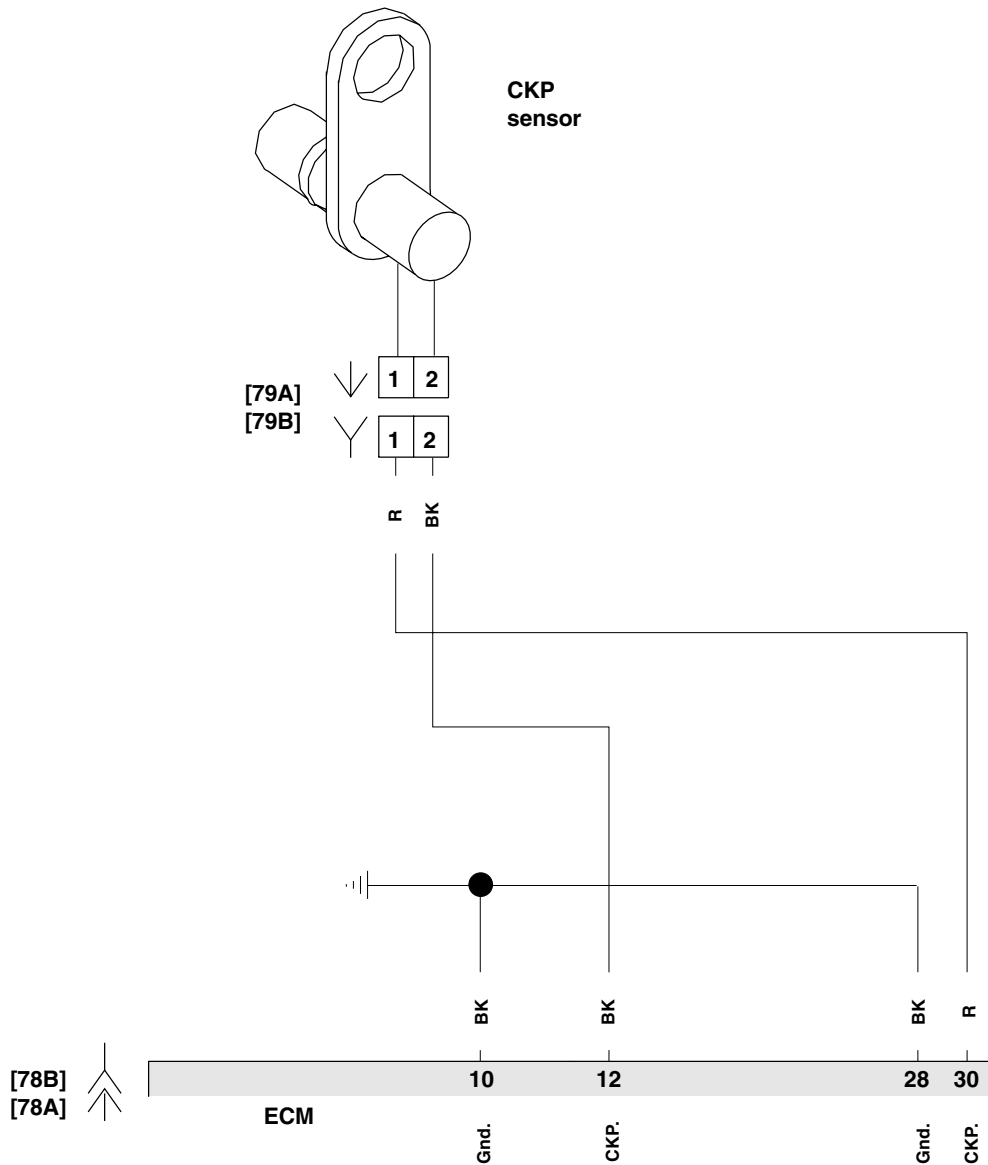 CKP
sensor
[79A]
1 2
[79B]
1 2
R BK
BK BK BK R
[78B]
10 12 28 30
[78A]
ECM
Gnd. CKP. Gnd. CKP.